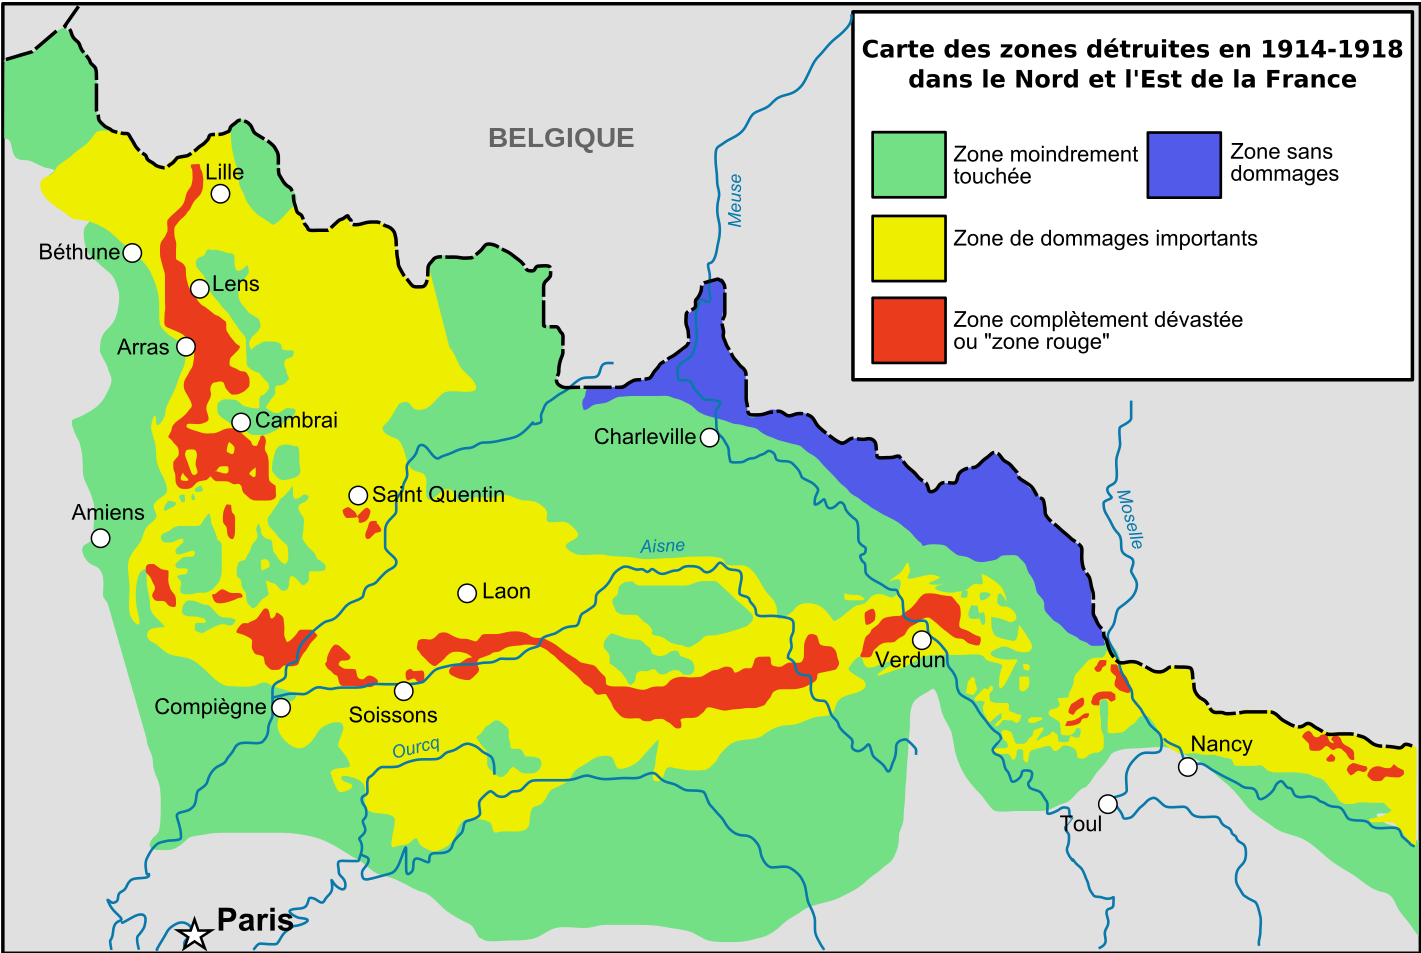 Carte des zones détruites en 1914-1918
dans le Nord et l'Est de la France
Zone moindrement
touchée
Zone sans
dommages
Zone de dommages importants
Zone complètement dévastée
ou "zone rouge"
BELGIQUE
Meuse
Lille
Béthune
Lens
Arras
Cambrai
Charleville
Saint Quentin
Amiens
Moselle
Aisne
Laon
Verdun
Compiègne
Soissons
Ourcq
Nancy
Toul
Paris